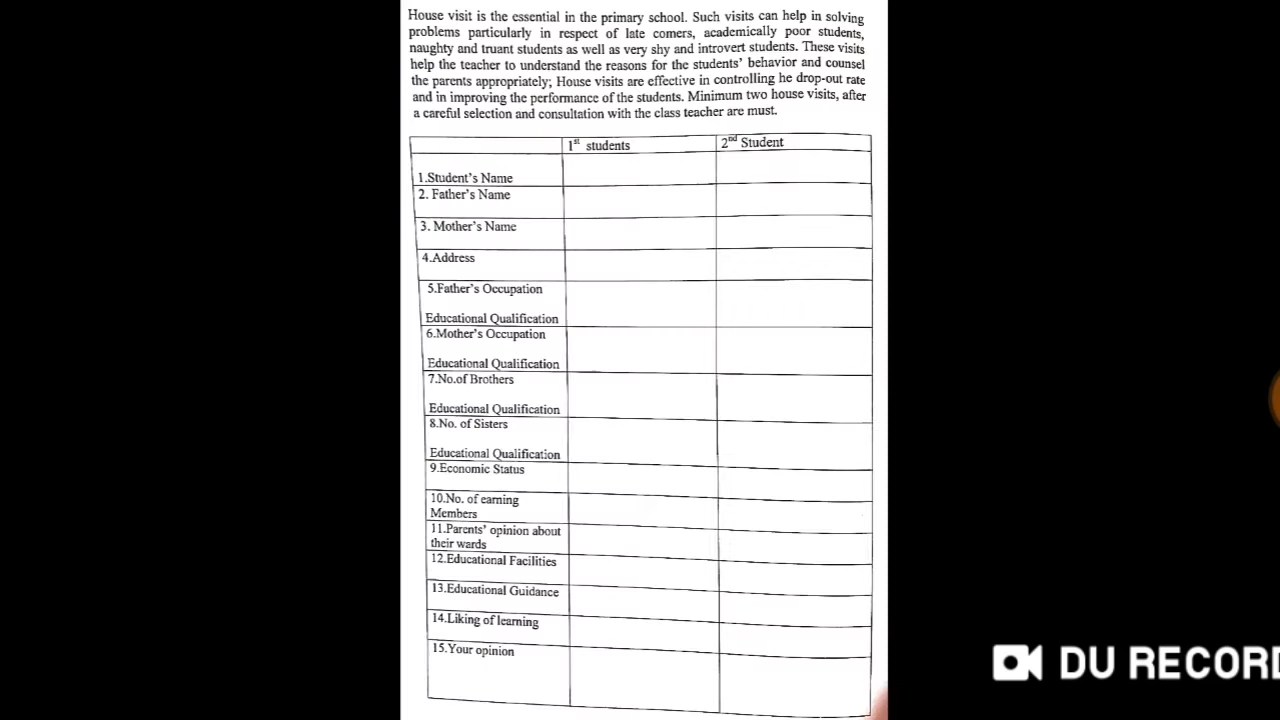 House visit is the essential in the primary school. Such visits can help in solving
problems particularly in respect of late comers, academically poor students,
naughty and truant students as well as very shy and introvert students. These visits
help the teacher to understand the reasons for the students' behavior and counsel
the parents appropriately; House visits are effective in controlling he drop-out rate
and in improving the performance of the students. Minimum two house visits, after
a careful selection and consultation with the class teacher are must.
1st students 2nd Student
1.Student's Name
2. Father's Name
3. Mother's Name
4.Address
5.Father's Occupation
Educational Qualification
6.Mother's Occupation
Educational Qualification
7.No.of Brothers
Educational Qualification
8.No. of Sisters
Educational Qualification
9.Economic Status
10.No. of earning
Members
11.Parents' opinion about
their wards
12.Educational Facilities
13.Educational Guidance
14.Liking of learning
15.Your opinion
DU RECORD